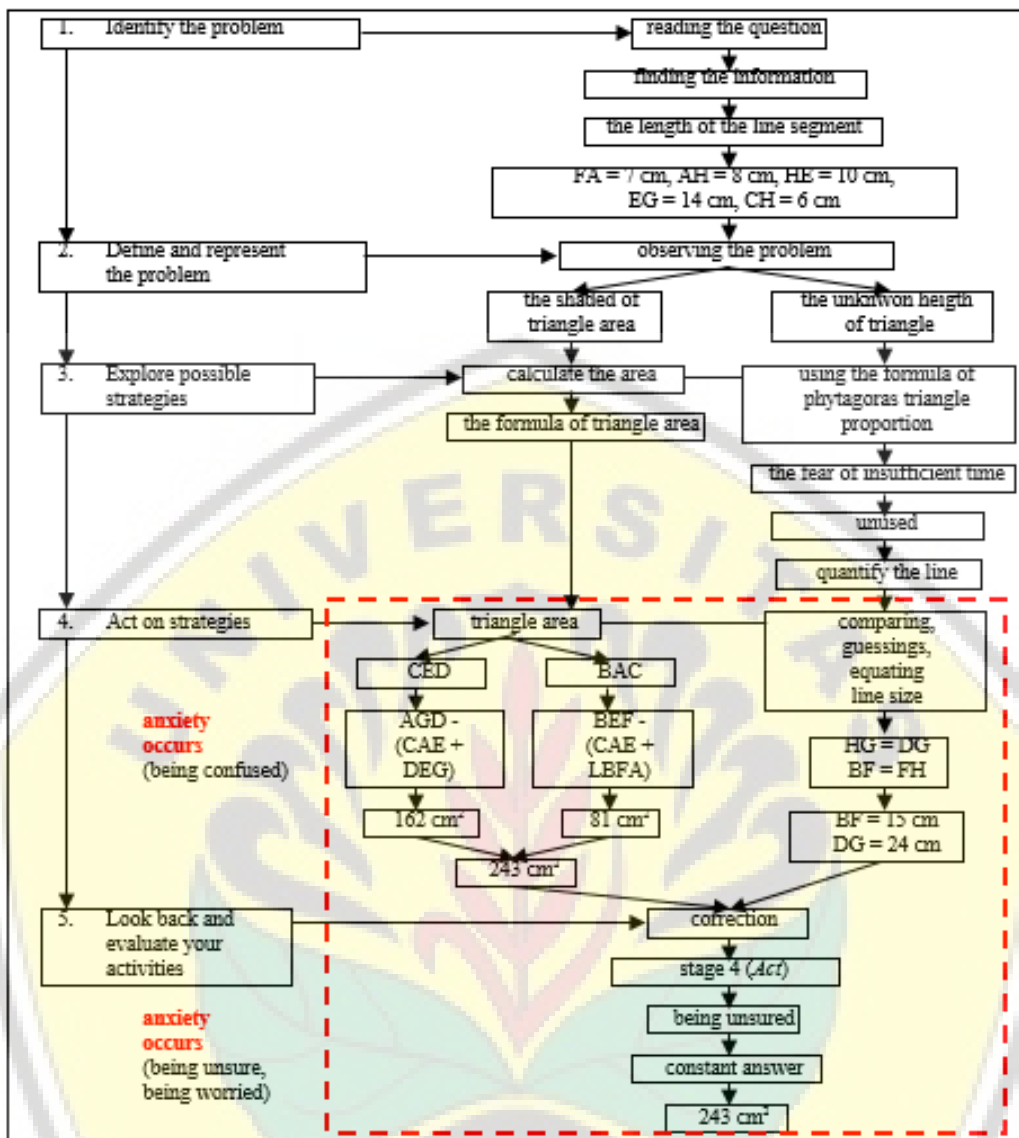 1. Identify the problem
reading the question
finding the information
the length of the line segment
FA = 7 cm, AH = 8 cm, HE = 10 cm,
EG = 14 cm, CH = 6 cm
2. Define and represent
the problem
observing the problem
the shaded of
triangle area
the unknwon heigth
of triangle
3. Explore possible
strategies
calculate the area
using the formula of
phytagoras triangle
proportion
the formula of triangle area
the fear of insufficient time
unused
quantify the line
4. Act on strategies
triangle area
comparing,
guessings,
equating
line size
CED
BAC
anxiety
occurs
(being confused)
AGD -
(CAE +
DEG)
BEF -
(CAE +
LBFA)
HG = DG
BF = FH
162 cm²
81 cm²
BF = 15 cm
DG = 24 cm
243 cm²
5. Look back and
evaluate your
activities
correction
stage 4 (Act)
anxiety
occurs
(being unsure,
being worried)
being unsured
constant answer
243 cm²
UNIVERSITAS